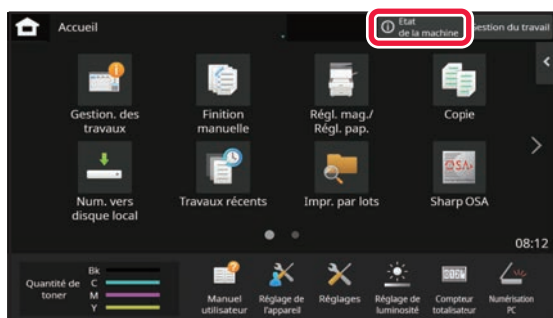 Accueil
Etat
de la machine
Gestion du travail
Gestion. des
travaux
Finition
manuelle
Régl. mag./
Régl. pap.
Copie
OSA
Num. vers
disque local
Travaux récents
Impr. par lots
Sharp OSA
08:12
Quantité de
toner
Bk
C
M
Y
Manuel
utilisateur
Réglage de
l'appareil
Réglages
Réglage de
luminosité
Compteur
totalisateur
Numérisation
PC